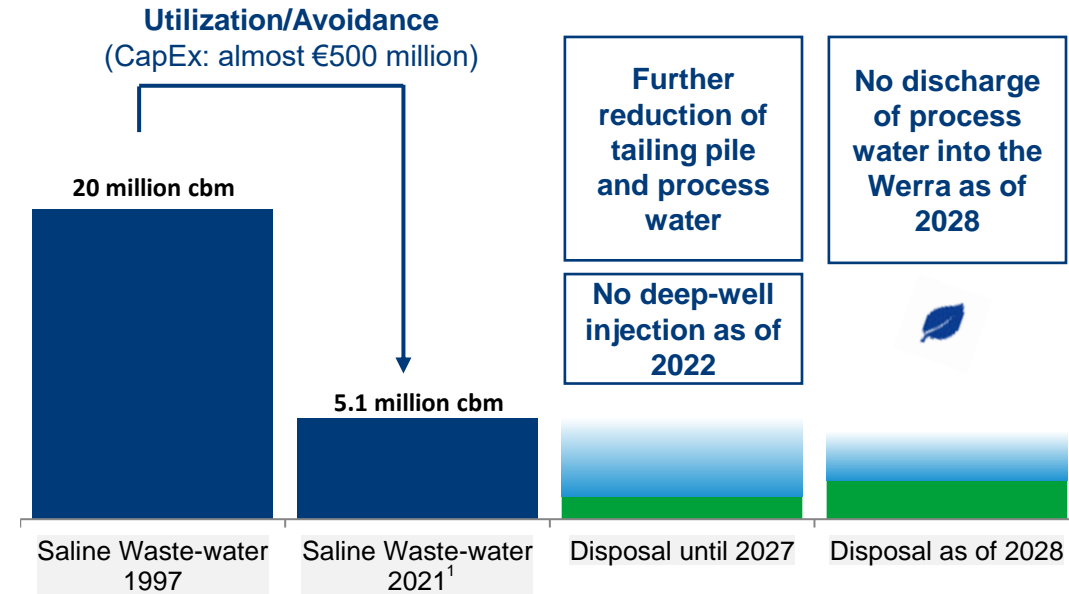 Utilization/Avoidance
(CapEx: almost €500 million)
20 million cbm
5.1 million cbm
Further
reduction of
tailing pile
and process
water
No deep-well
injection as of
2022
No discharge
of process
water into the
Werra as of
2028
Saline Waste-water
1997
Saline Waste-water
2021¹
Disposal until 2027
Disposal as of 2028